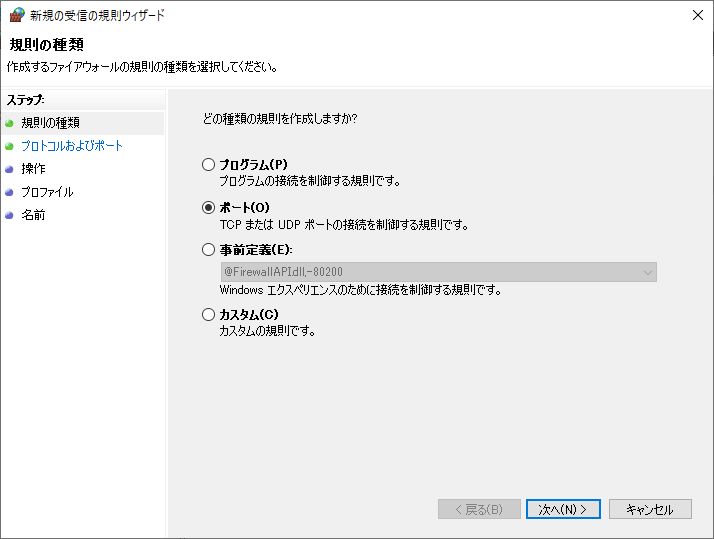 新規の受信の規則ウィザード
規則の種類
作成するファイアウォールの規則の種類を選択してください。
ステップ:
規則の種類
プロトコルおよびポート
操作
プロファイル
名前
どの種類の規則を作成しますか?
プログラム(P)
プログラムの接続を制御する規則です。
ポート(O)
TCP または UDP ポートの接続を制御する規則です。
事前定義(E):
@FirewallAPI.dll,-80200
Windows エクスペリエンスのために接続を制御する規則です。
カスタム(C)
カスタムの規則です。
< 戻る(B)
次へ(N) >
キャンセル